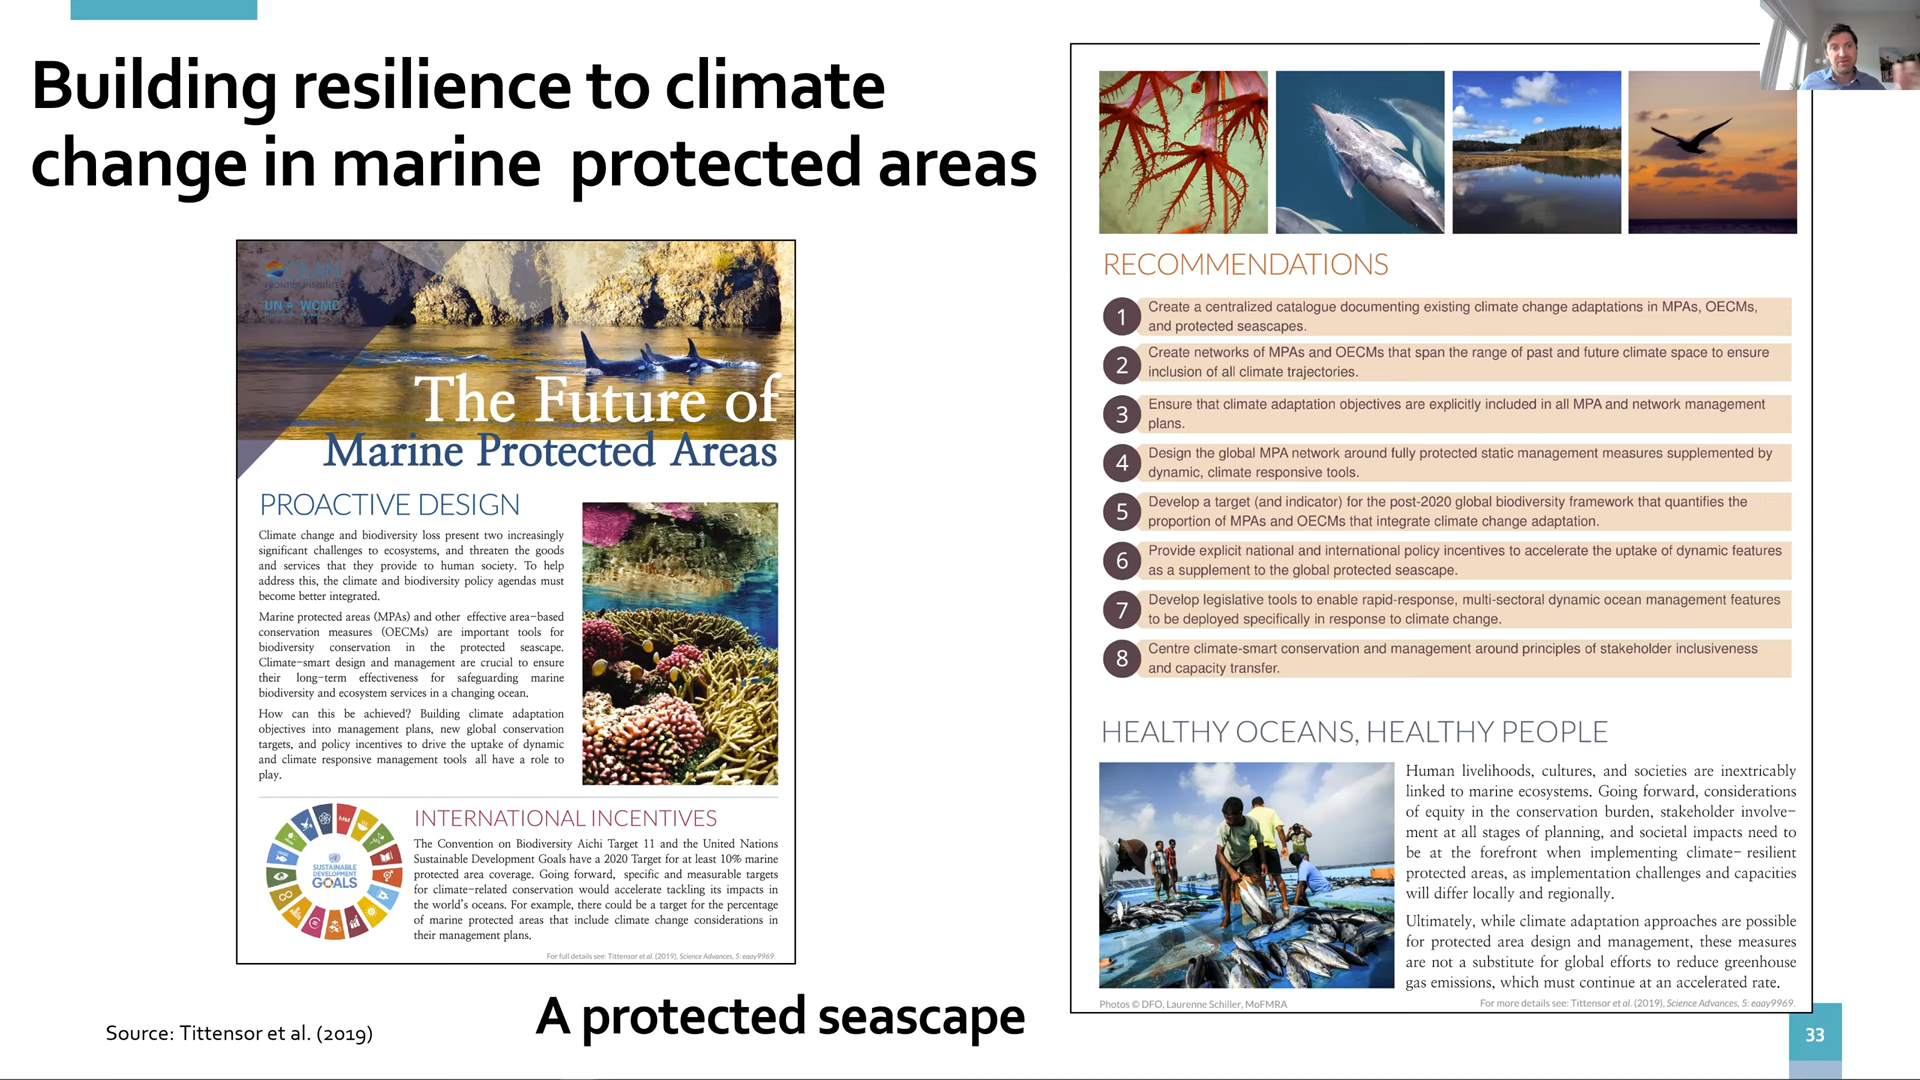 Building resilience to climate
change in marine  protected areas
OCEAN
FRONTIER INSTITUTE
UN WCMC
The Future of
Marine Protected Areas
PROACTIVE DESIGN
Climate change and biodiversity loss present two increasingly
significant challenges to ecosystems, and threaten the goods
and services that they provide to human society. To help
address this, the climate and biodiversity policy agendas must
become better integrated.
Marine protected areas (MPAs) and other effective area-based
conservation measures (OECMs) are important tools for
biodiversity conservation in the protected seascape.
Climate-smart design and management are crucial to ensure
their long-term effectiveness for safeguarding marine
biodiversity and ecosystem services in a changing ocean.
How can this be achieved? Building climate adaptation
objectives into management plans, new global conservation
targets, and policy incentives to drive the uptake of dynamic
and climate responsive management tools all have a role to
play.
SUSTAINABLE
DEVELOPMENT
GOALS
INTERNATIONAL INCENTIVES
The Convention on Biodiversity Aichi Target 11 and the United Nations
Sustainable Development Goals have a 2020 Target for at least 10% marine
protected area coverage. Going forward, specific and measurable targets
for climate-related conservation would accelerate tackling its impacts in
the world's oceans. For example, there could be a target for the percentage
of marine protected areas that include climate change considerations in
their management plans.
For full details see: Tittensor et al. (2019), Science Advances, 5: eaay9969.
Source: Tittensor et al. (2019)
A protected seascape
RECOMMENDATIONS
1 Create a centralized catalogue documenting existing climate change adaptations in MPAs, OECMs,
and protected seascapes.
2 Create networks of MPAs and OECMs that span the range of past and future climate space to ensure
inclusion of all climate trajectories.
3 Ensure that climate adaptation objectives are explicitly included in all MPA and network management
plans.
4 Design the global MPA network around fully protected static management measures supplemented by
dynamic, climate responsive tools.
5 Develop a target (and indicator) for the post-2020 global biodiversity framework that quantifies the
proportion of MPAs and OECMs that integrate climate change adaptation.
6 Provide explicit national and international policy incentives to accelerate the uptake of dynamic features
as a supplement to the global protected seascape.
7 Develop legislative tools to enable rapid-response, multi-sectoral dynamic ocean management features
to be deployed specifically in response to climate change.
8 Centre climate-smart conservation and management around principles of stakeholder inclusiveness
and capacity transfer.
HEALTHY OCEANS, HEALTHY PEOPLE
Human livelihoods, cultures, and societies are inextricably
linked to marine ecosystems. Going forward, considerations
of equity in the conservation burden, stakeholder involve-
ment at all stages of planning, and societal impacts need to
be at the forefront when implementing climate- resilient
protected areas, as implementation challenges and capacities
will differ locally and regionally.
Ultimately, while climate adaptation approaches are possible
for protected area design and management, these measures
are not a substitute for global efforts to reduce greenhouse
gas emissions, which must continue at an accelerated rate.
Photos © DFO, Laurenne Schiller, MoFMRA
For more details see: Tittensor et al. (2019), Science Advances, 5: eaay9969.
33